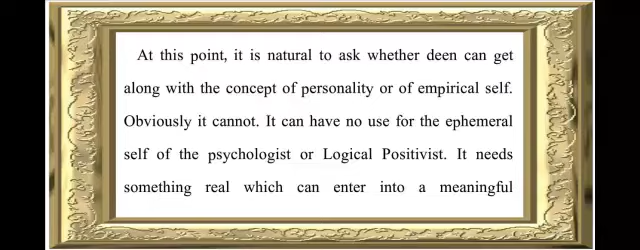 At this point, it is natural to ask whether deen can get
along with the concept of personality or of empirical self.
Obviously it cannot. It can have no use for the ephemeral
self of the psychologist or Logical Positivist. It needs
something real which can enter into a meaningful